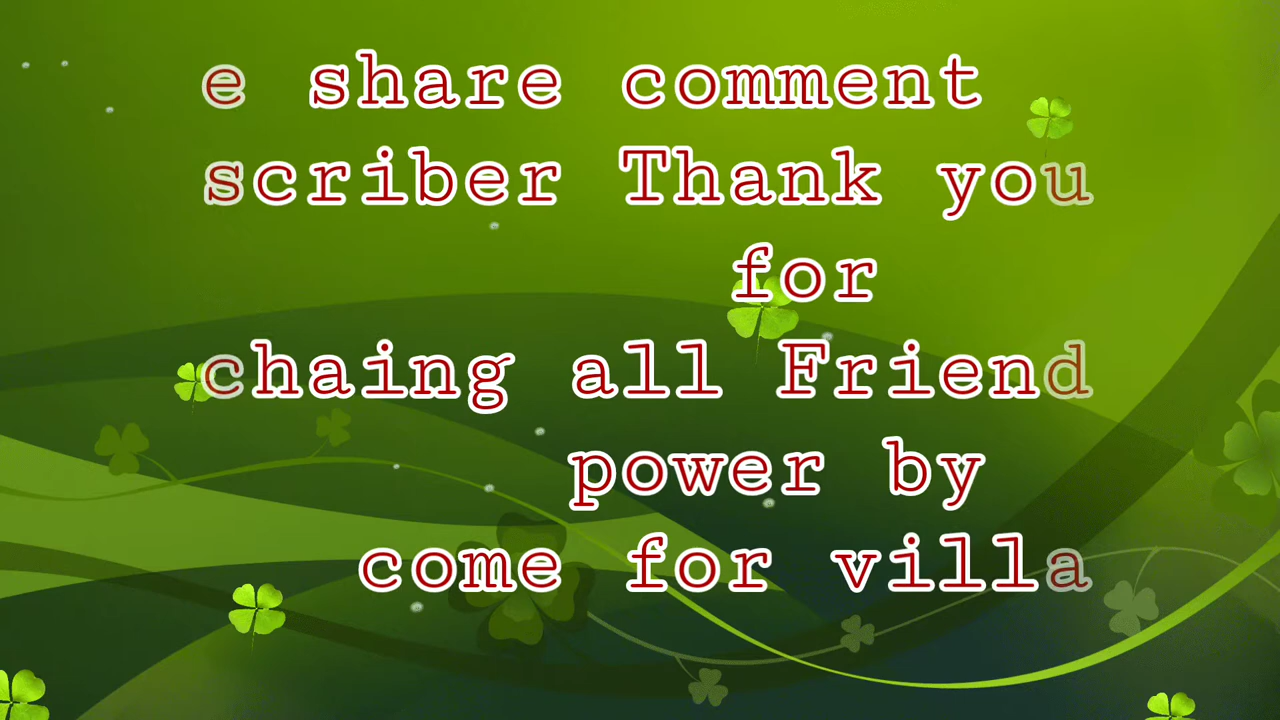 e share comment
scriber Thank you
for
chaing all Friend
power by
come for villa